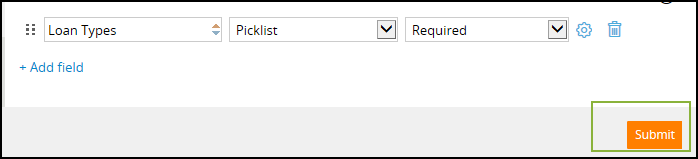 Loan Types Picklist Required
+ Add field
Submit